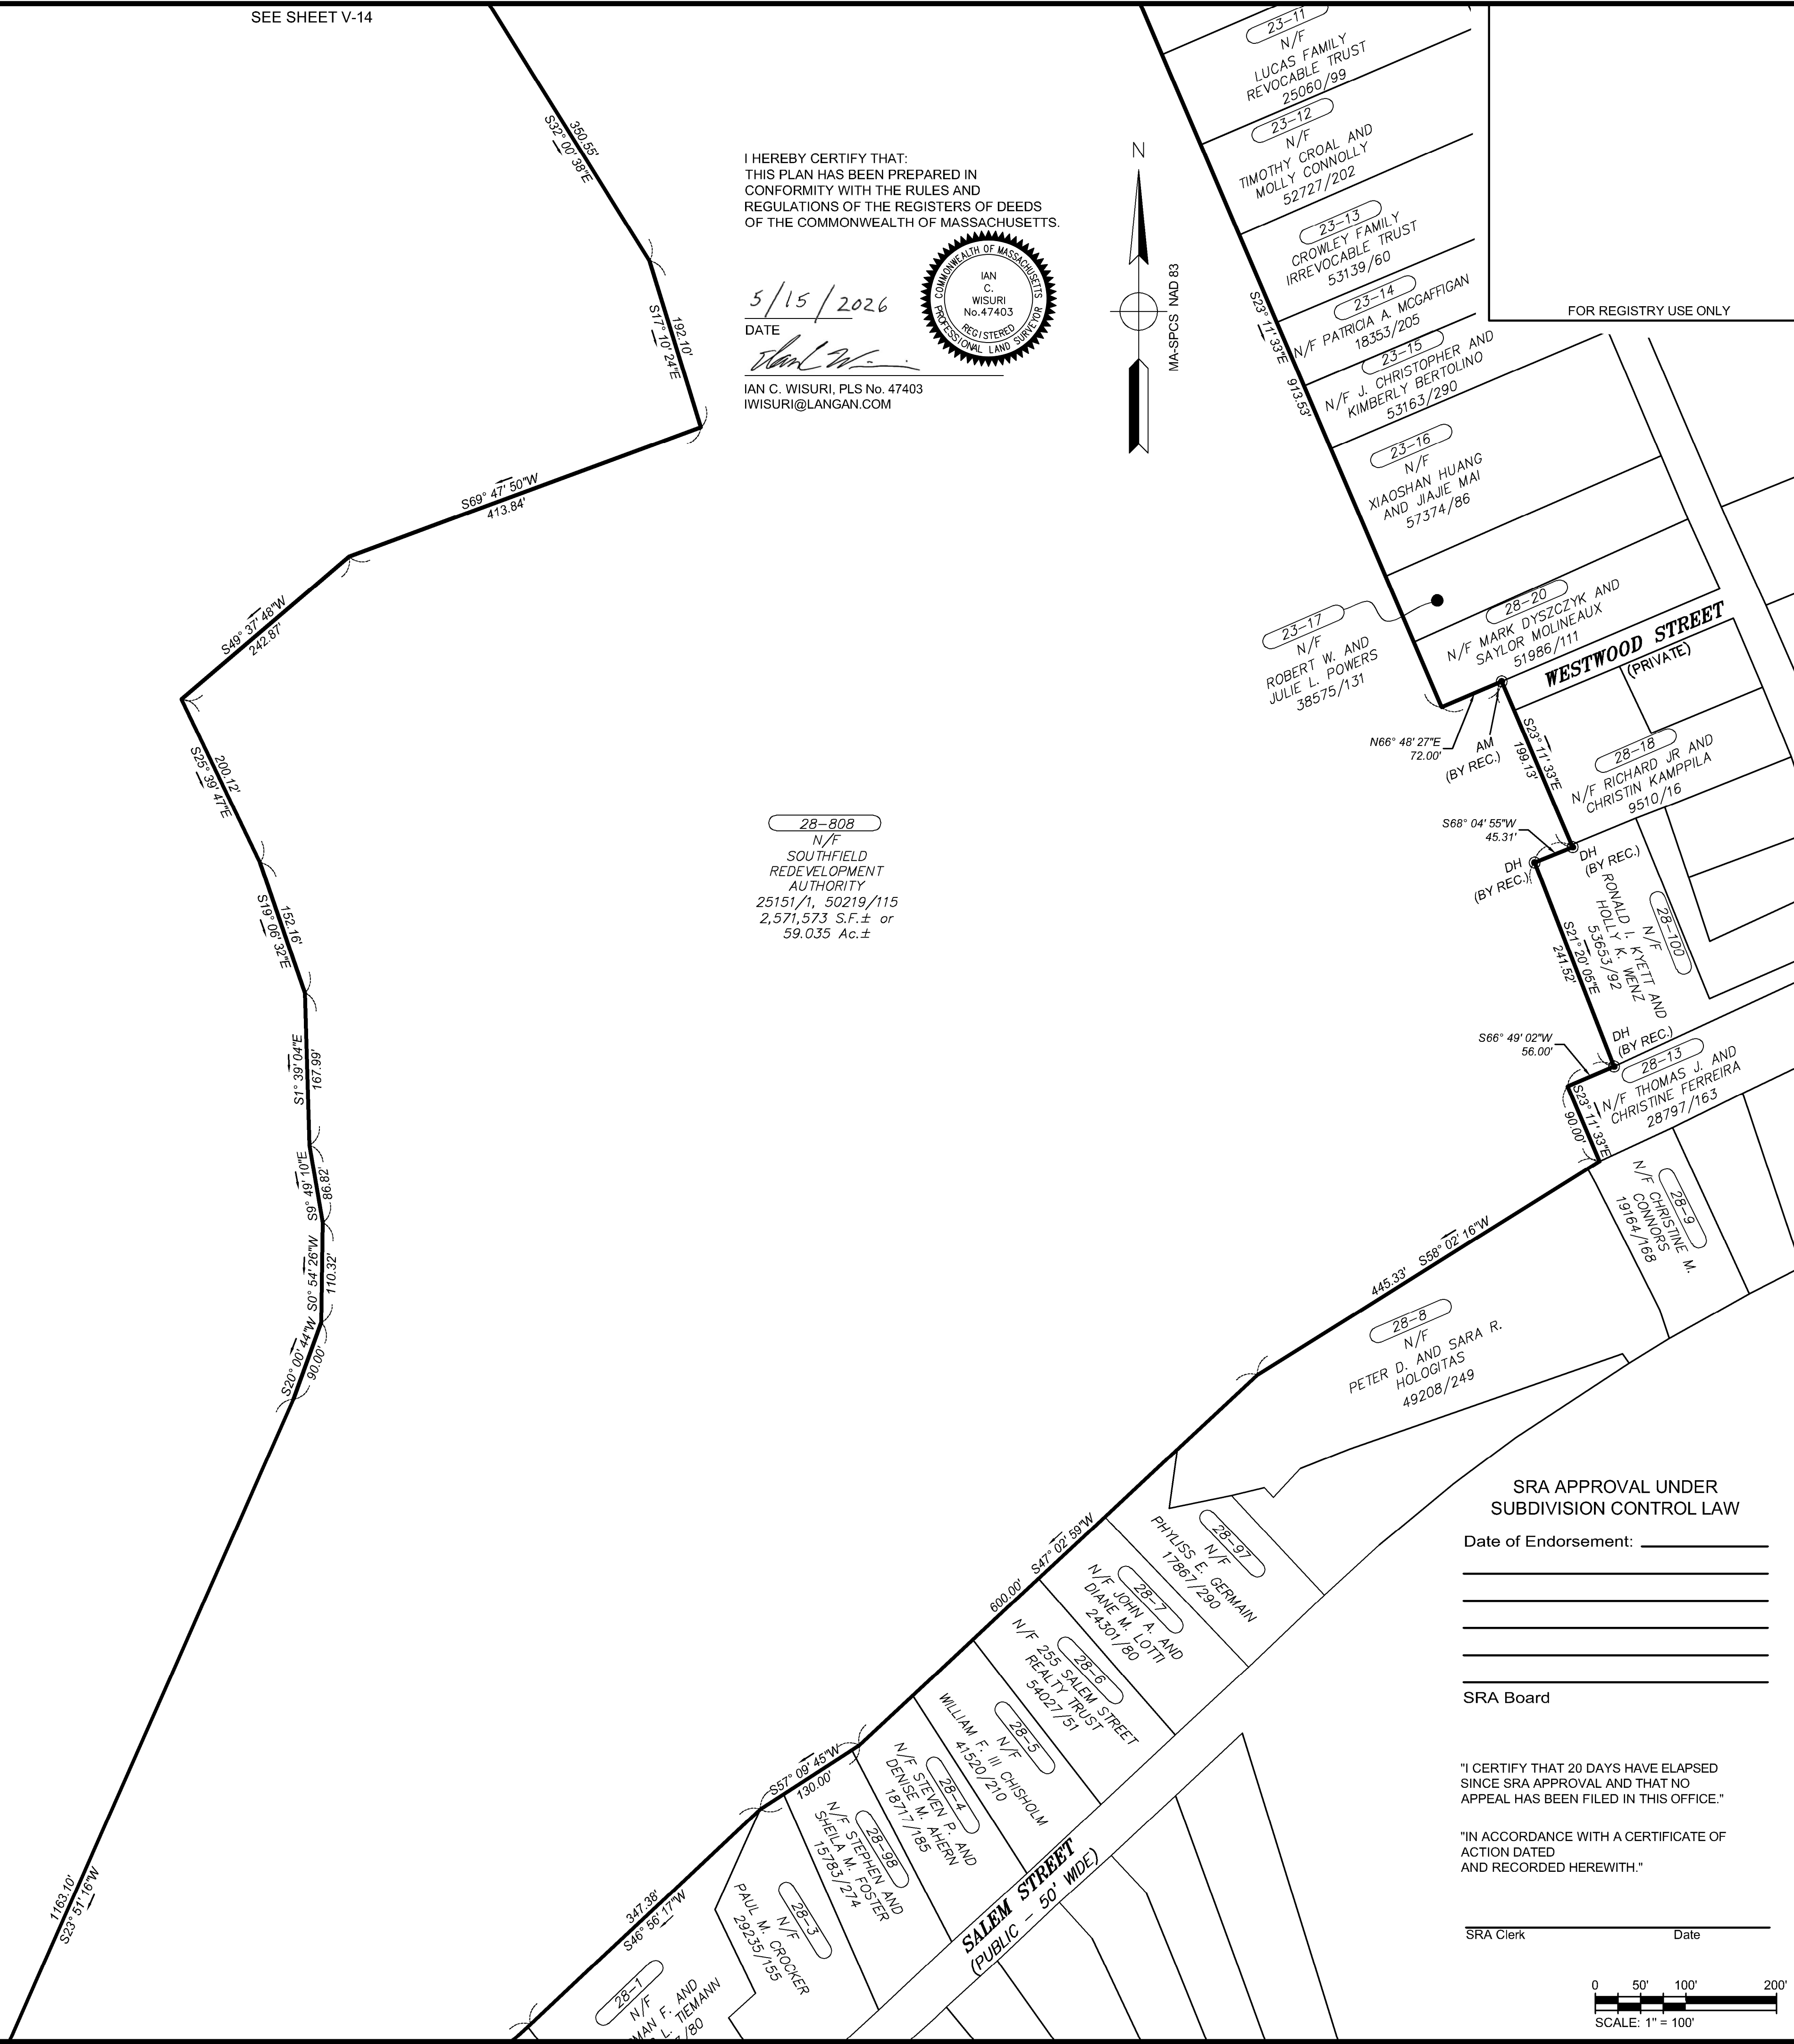 SEE SHEET V-14
350.55'
S32° 00' 38"E
192.10'
S17° 10' 24"E
S69° 47' 50"W
413.84'
S49° 37' 48"W
242.87'
200.12'
S25° 39' 47"E
152.16'
S19° 06' 32"E
S1° 39' 04"E
167.99'
S9° 49' 10"E
86.82'
S0° 54' 26"W
110.32'
S20° 00' 44"W
90.00'
1163.10'
S23° 51' 16"W
I HEREBY CERTIFY THAT:
THIS PLAN HAS BEEN PREPARED IN
CONFORMITY WITH THE RULES AND
REGULATIONS OF THE REGISTERS OF DEEDS
OF THE COMMONWEALTH OF MASSACHUSETTS.
5/15/2026
DATE
IAN C. WISURI, PLS No. 47403
IWISURI@LANGAN.COM
COMMONWEALTH OF MASSACHUSETTS
IAN
C.
WISURI
No.47403
REGISTERED
PROFESSIONAL LAND SURVEYOR
N
MA-SPCS NAD 83
23-11
N/F
LUCAS FAMILY
REVOCABLE TRUST
25060/99
23-12
N/F
TIMOTHY CROAL AND
MOLLY CONNOLLY
52727/202
23-13
CROWLEY FAMILY
IRREVOCABLE TRUST
53139/60
23-14
N/F PATRICIA A. MCGAFFIGAN
18353/205
23-15
N/F J. CHRISTOPHER AND
KIMBERLY BERTOLINO
53163/290
23-16
N/F
XIAOSHAN HUANG
AND JIAJIE MAI
57374/86
S23° 11' 33"E
913.53'
FOR REGISTRY USE ONLY
23-17
N/F
ROBERT W. AND
JULIE L. POWERS
38575/131
28-20
N/F MARK DYSZCZYK AND
SAYLOR MOLINEAUX
51986/111
WESTWOOD STREET
(PRIVATE)
N66° 48' 27"E
72.00'
AM
(BY REC.)
S23° 11' 33"E
199.13'
28-18
N/F RICHARD JR AND
CHRISTIN KAMPPILA
9510/16
S68° 04' 55"W
45.31'
DH
(BY REC.)
DH
(BY REC.)
28-100
N/F
RONALD I. KYETT AND
HOLLY K. WENZ
53653/92
S21° 20' 05"E
241.52'
DH
(BY REC.)
S66° 49' 02"W
56.00'
28-13
N/F THOMAS J. AND
CHRISTINE FERREIRA
28797/163
S23° 11' 33"E
90.00'
28-9
N/F CHRISTINE M.
CONNORS
19164/168
28-808
N/F
SOUTHFIELD
REDEVELOPMENT
AUTHORITY
25151/1, 50219/115
2,571,573 S.F.± or
59.035 Ac.±
445.33'
S58° 02' 16"W
28-8
N/F
PETER D. AND SARA R.
HOLOGITAS
49208/249
600.00'
S47° 02' 59"W
28-97
N/F
PHYLISS E. GERMAIN
17867/290
28-7
N/F JOHN A. AND
DIANE M. LOTTI
24301/80
28-6
N/F 255 SALEM STREET
REALTY TRUST
54027/51
28-5
N/F
WILLIAM F. III CHISHOLM
41520/210
28-4
N/F STEVEN P. AND
DENISE M. AHERN
18717/185
28-98
N/F STEPHEN AND
SHEILA M. FOSTER
15783/274
28-3
N/F
PAUL M. CROCKER
29235/155
28-1
N/F
MAN F. AND
L. TIEMANN
/80
S57° 09' 45"W
130.00'
347.38'
S46° 56' 17"W
SALEM STREET
(PUBLIC - 50' WIDE)
SRA APPROVAL UNDER
SUBDIVISION CONTROL LAW
Date of Endorsement:
SRA Board
"I CERTIFY THAT 20 DAYS HAVE ELAPSED
SINCE SRA APPROVAL AND THAT NO
APPEAL HAS BEEN FILED IN THIS OFFICE."
"IN ACCORDANCE WITH A CERTIFICATE OF
ACTION DATED
AND RECORDED HEREWITH."
SRA Clerk Date
0 50' 100' 200'
SCALE: 1" = 100'